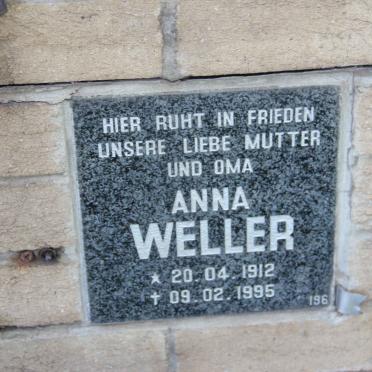 HIER RUHT IN FRIEDEN
UNSERE LIEBE MUTTER
UND OMA
ANNA
WELLER
* 20.04.1912
✝ 09.02.1995
196